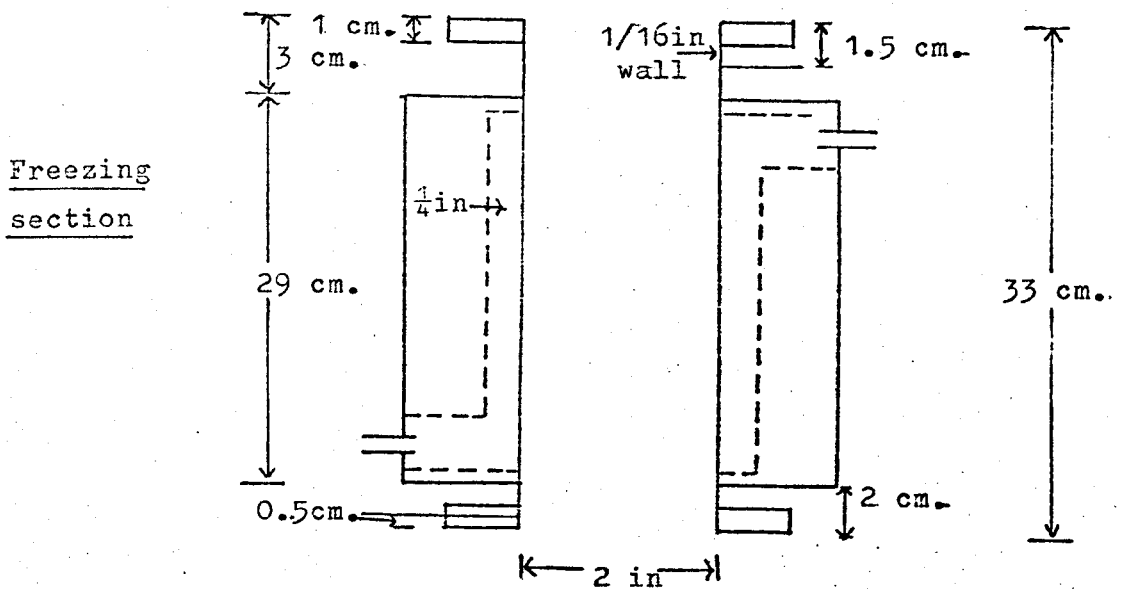 1 cm.
3 cm.
1/16in
wall
1.5 cm.
Freezing
section
¼in
29 cm.
33 cm.
0.5cm.
2 cm.
2 in